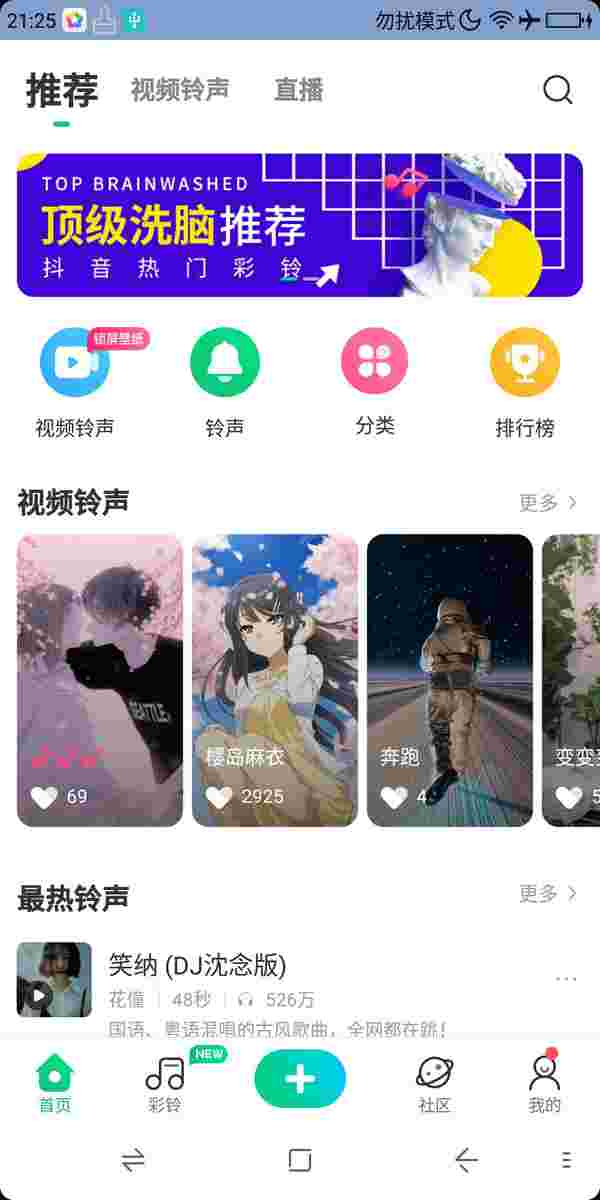 21:25
勿扰模式
推荐 视频铃声 直播
TOP BRAINWASHED
顶级洗脑推荐
抖音热门彩铃
锁屏壁纸
视频铃声 铃声 分类 排行榜
视频铃声 更多
SEATTLE
樱岛麻衣 奔跑 变变
69 2925 4 5
最热铃声 更多
笑纳 (DJ沈念版)
花僮 48秒 526万
国语、粤语混唱的古风歌曲,全网都在跳!
NEW
首页 彩铃 社区 我的